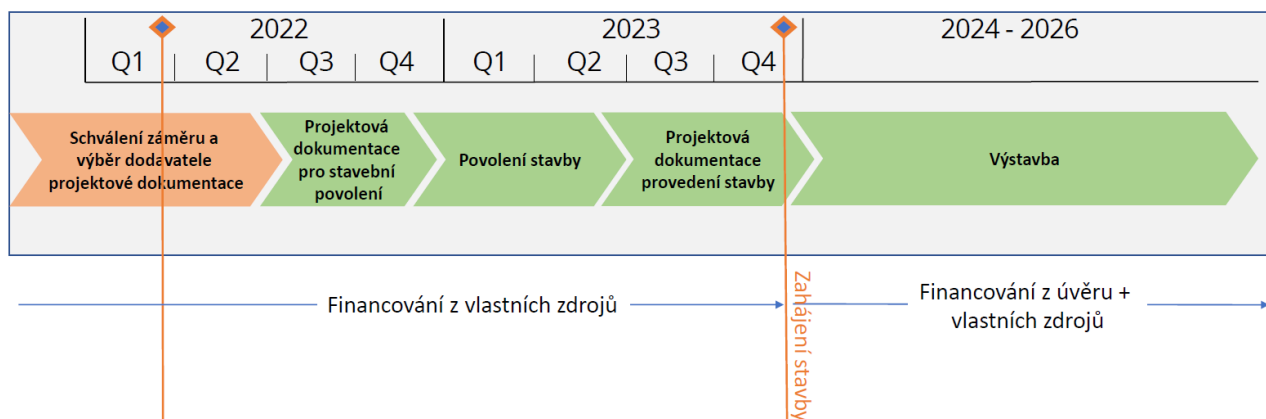 2022
2023
2024 - 2026
Q1
Q2
Q3
Q4
Q1
Q2
Q3
Q4
Schválení záměru a
výběr dodavatele
projektové dokumentace
Projektová
dokumentace
pro stavební
povolení
Povolení stavby
Projektová
dokumentace
provedení stavby
Výstavba
Financování z vlastních zdrojů
Zahájení stavby
Financování z úvěru +
vlastních zdrojů